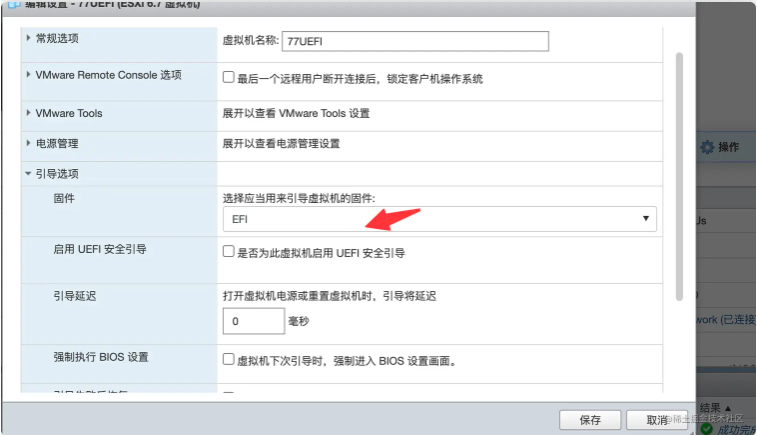 编辑设置 - 77UEFI (ESXi 6.7 虚拟机)
常规选项
虚拟机名称:
77UEFI
VMware Remote Console 选项
最后一个远程用户断开连接后，锁定客户机操作系统
VMware Tools
展开以查看 VMware Tools 设置
电源管理
展开以查看电源管理设置
操作
引导选项
固件
选择应当用来引导虚拟机的固件:
EFI
启用 UEFI 安全引导
是否为此虚拟机启用 UEFI 安全引导
引导延迟
打开虚拟机电源或重置虚拟机时，引导将延迟
0
毫秒
work (已连接
强制执行 BIOS 设置
虚拟机下次引导时，强制进入 BIOS 设置画面。
保存
取消
结果 ▲
@稀土掘金技术社区
成功完